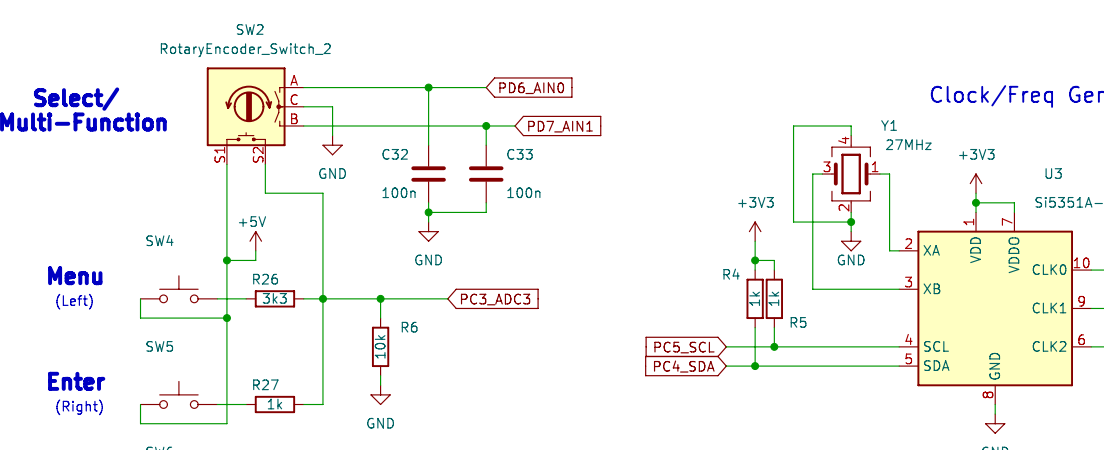 SW2
RotaryEncoder_Switch_2
Select/
Multi-Function
A
C
B
S1
S2
PD6_AIN0
PD7_AIN1
GND
C32
100n
C33
100n
GND
+5V
SW4
Menu
(Left)
R26
3k3
PC3_ADC3
R6
10k
GND
SW5
Enter
(Right)
R27
1k
Clock/Freq Ger
Y1
27MHz
4
3
1
2
GND
+3V3
+3V3
U3
Si5351A-
1
7
VDD
VDDO
2
XA
3
XB
4
SCL
5
SDA
CLK0
10
CLK1
9
CLK2
6
GND
8
R4
1k
1k
R5
PC5_SCL
PC4_SDA